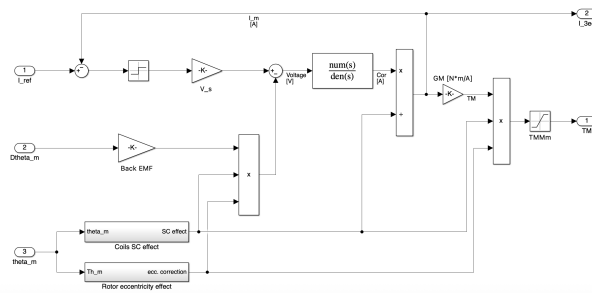 I_m
[A]
2
I_3e
1
I_ref
-K-
V_s
Voltage
[V]
num(s)
den(s)
Cor
[A]
x
÷
GM [N*m/A]
-K-
TM
x
TMMm
1
TM
2
Dtheta_m
-K-
Back EMF
x
theta_m SC effect
Coils SC effect
3
theta_m
Th_m ecc. correction
Rotor eccentricity effect